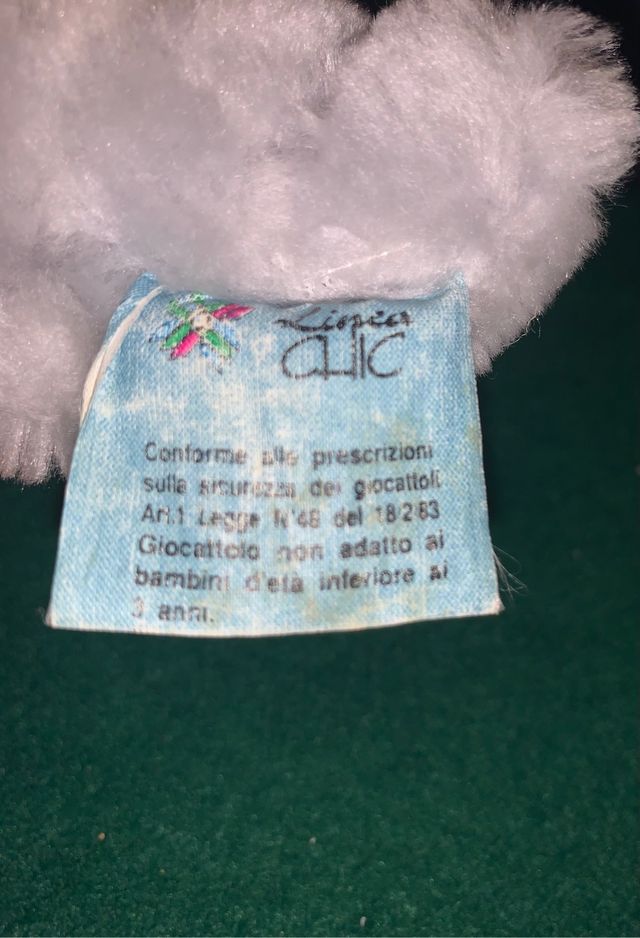 Linea
CHIC
Conforme alle prescrizioni
sulla sicurezza dei giocattoli
Art.1 Legge N°46 del 18 2 83
Giocattolo non adatto ai
bambini d'età inferiore ai
3 anni.